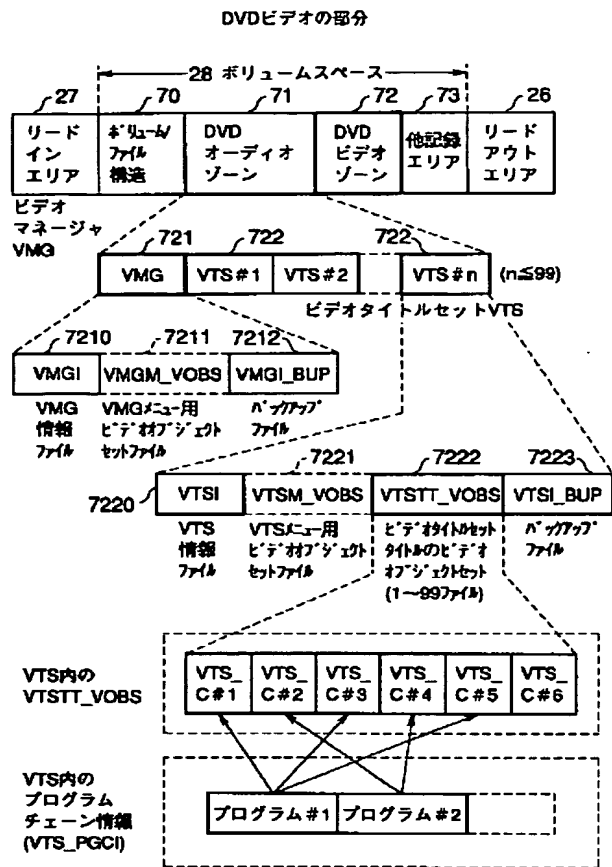 DVDビデオの部分
28 ボリュームスペース
27 70 71 72 73 26
リード
イン
エリア
ボリューム/
ファイル
構造
DVD
オーディオ
ゾーン
DVD
ビデオ
ゾーン
他記録
エリア
リード
アウト
エリア
ビデオ
マネージャ
VMG
721 722 722
VMG VTS#1 VTS#2 VTS#n (n≦99)
ビデオタイトルセットVTS
7210 7211 7212
VMGI VMGM_VOBS VMGI_BUP
VMG
情報
ファイル
VMGメニュー用
ビデオオブジェクト
セットファイル
バックアップ
ファイル
7220 7221 7222 7223
VTSI VTSM_VOBS VTSTT_VOBS VTSI_BUP
VTS
情報
ファイル
VTSメニュー用
ビデオオブジェクト
セットファイル
ビデオタイトルセット
タイトルのビデオ
オブジェクトセット
(1〜99ファイル)
バックアップ
ファイル
VTS内の
VTSTT_VOBS
VTS_
C#1
VTS_
C#2
VTS_
C#3
VTS_
C#4
VTS_
C#5
VTS_
C#6
VTS内の
プログラム
チェーン情報
(VTS_PGCI)
プログラム#1 プログラム#2